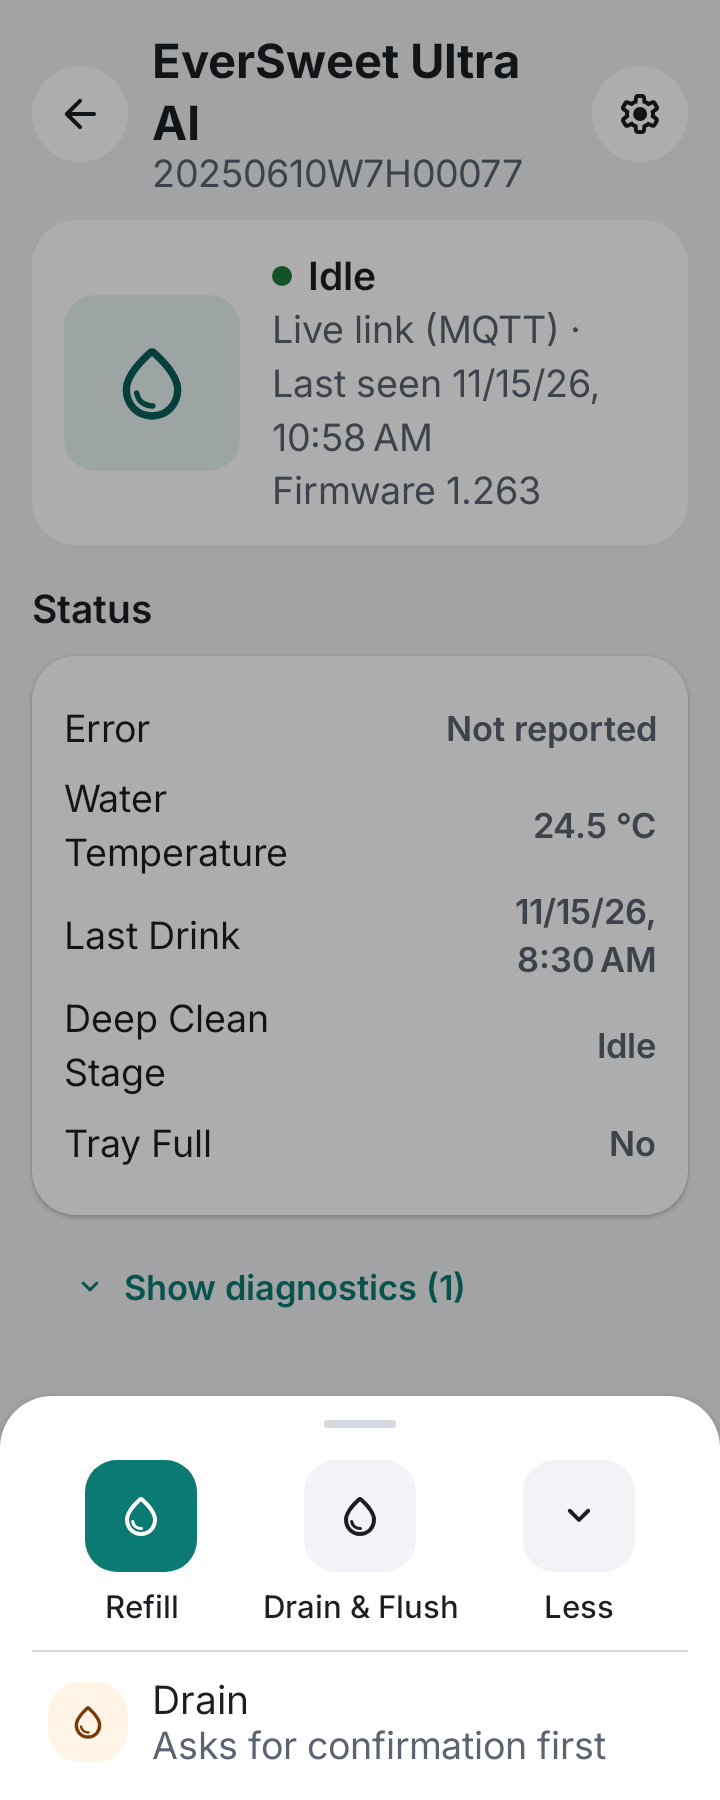 EverSweet Ultra
AI
20250610W7H00077
Idle
Live link (MQTT) ·
Last seen 11/15/26,
10:58 AM
Firmware 1.263
Status
Error
Not reported
Water
Temperature
24.5 °C
Last Drink
11/15/26,
8:30 AM
Deep Clean
Stage
Idle
Tray Full
No
Show diagnostics (1)
Refill
Drain & Flush
Less
Drain
Asks for confirmation first